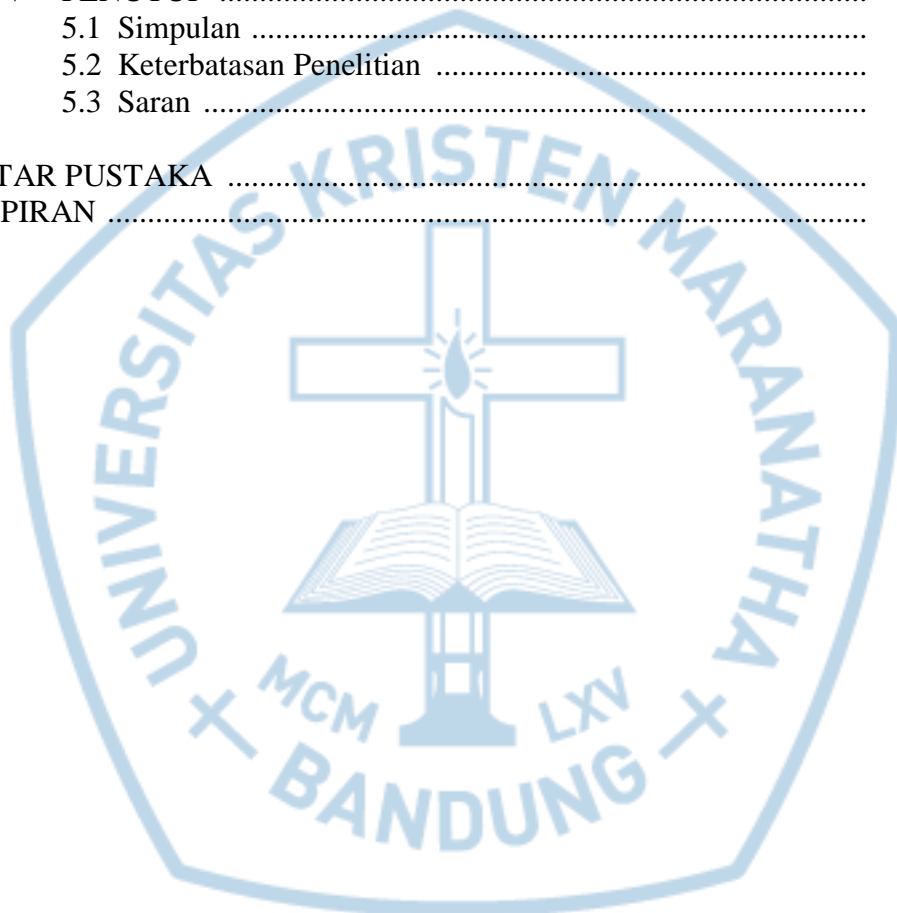 5.1 Simpulan ..............................................................................
5.2 Keterbatasan Penelitian .......................................................
5.3 Saran ....................................................................................
TAR PUSTAKA .................................................................................
PIRAN ................................................................................................
UNIVERSITAS KRISTEN MARANATHA
MCM LXV
BANDUNG